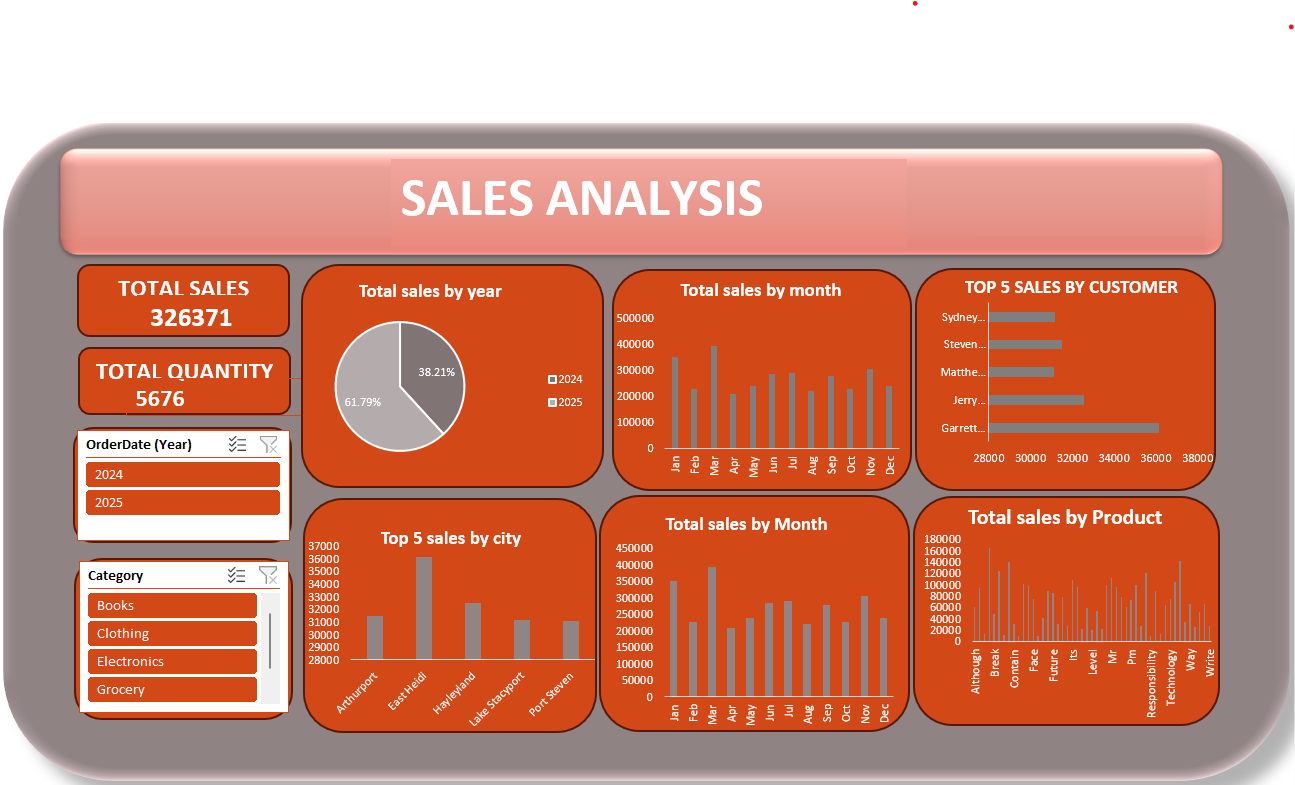 SALES ANALYSIS
TOTAL SALES
326371
TOTAL QUANTITY
5676
OrderDate (Year)
2024
2025
Category
Books
Clothing
Electronics
Grocery
Total sales by year
38.21%
61.79%
2024
2025
Total sales by month
500000
400000
300000
200000
100000
0
Jan
Feb
Mar
Apr
May
Jun
Jul
Aug
Sep
Oct
Nov
Dec
TOP 5 SALES BY CUSTOMER
Sydney...
Steven...
Matthe...
Jerry...
Garrett...
28000 30000 32000 34000 36000 38000
Top 5 sales by city
37000
36000
35000
34000
33000
32000
31000
30000
29000
28000
Arthurport
East Heidi
Hayleyland
Lake Stacyport
Port Steven
Total sales by Month
450000
400000
350000
300000
250000
200000
150000
100000
50000
0
Jan
Feb
Mar
Apr
May
Jun
Jul
Aug
Sep
Oct
Nov
Dec
Total sales by Product
180000
160000
140000
120000
100000
80000
60000
40000
20000
0
Although
Break
Contain
Face
Future
Its
Level
Mr
Pm
Responsibility
Technology
Way
Write